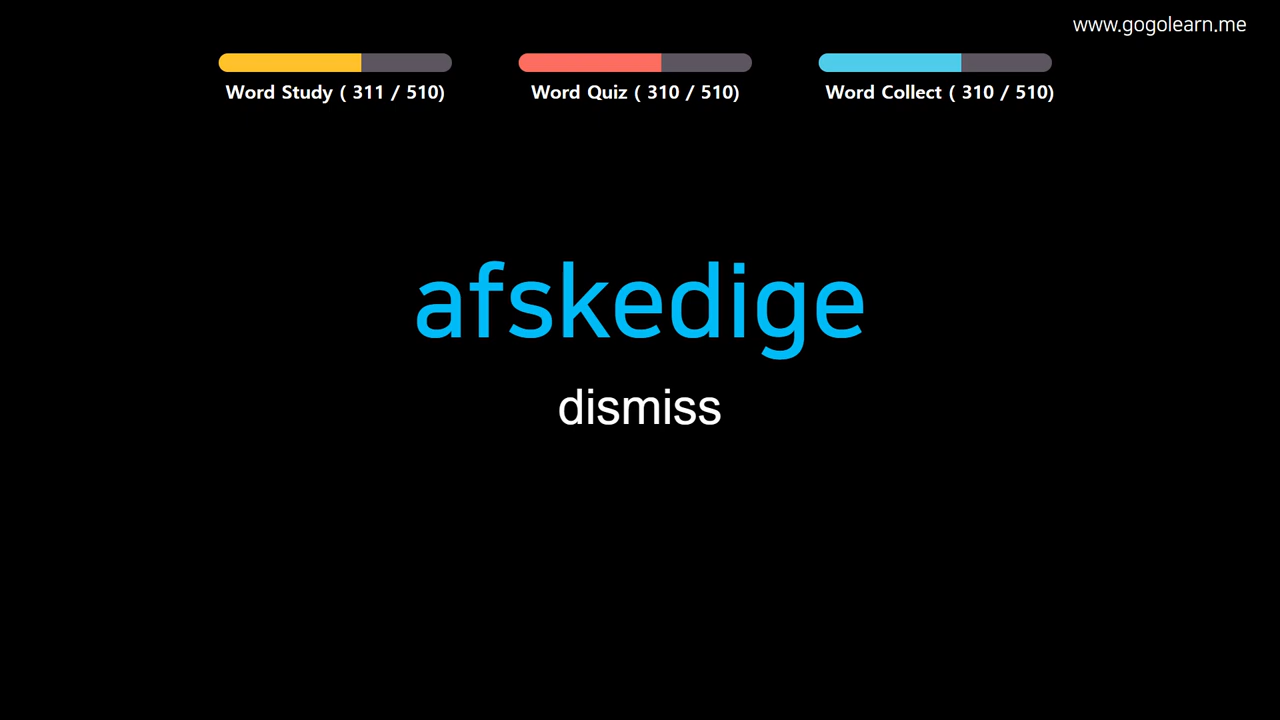 www.gogolearn.me
Word Study ( 311 / 510)
Word Quiz ( 310 / 510)
Word Collect ( 310 / 510)
afskedige
dismiss